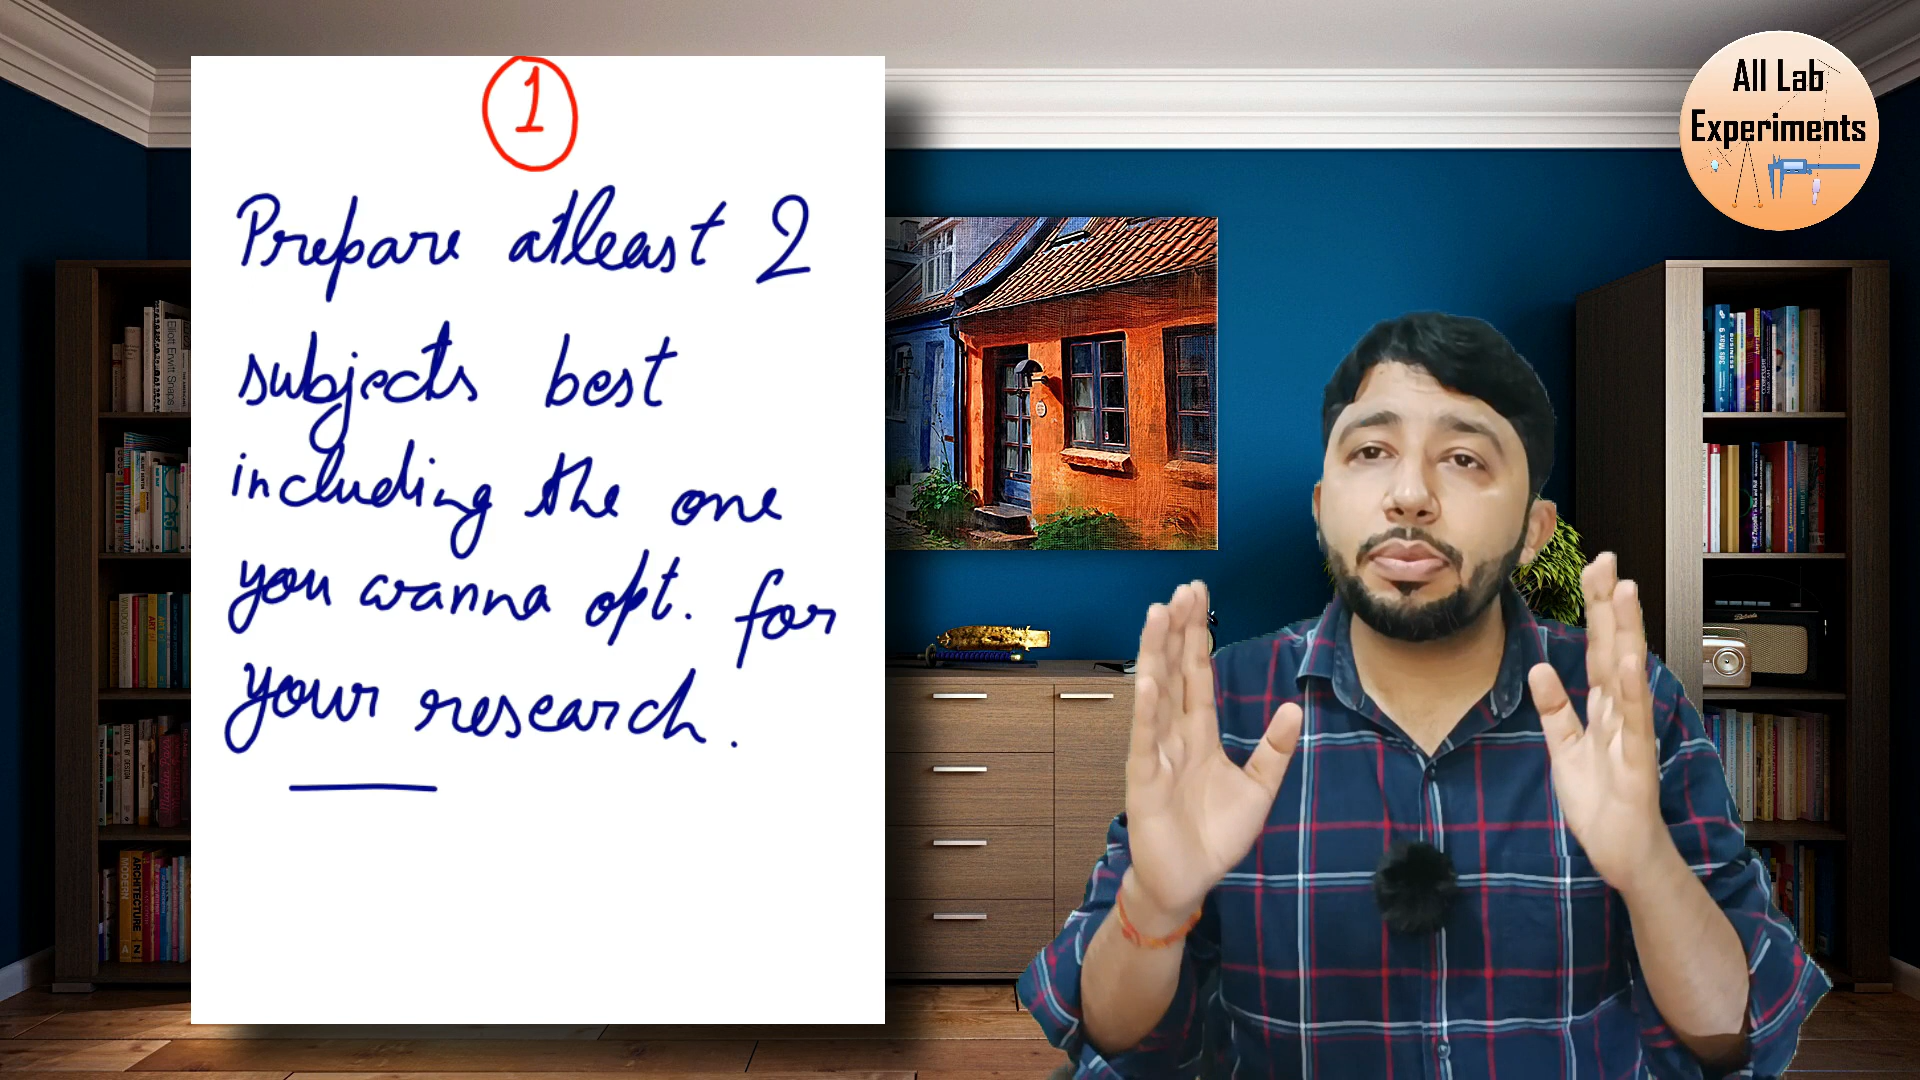 1
Prepare atleast 2
subjects best
including the one
you wanna opt. for
your research.
All Lab
Experiments